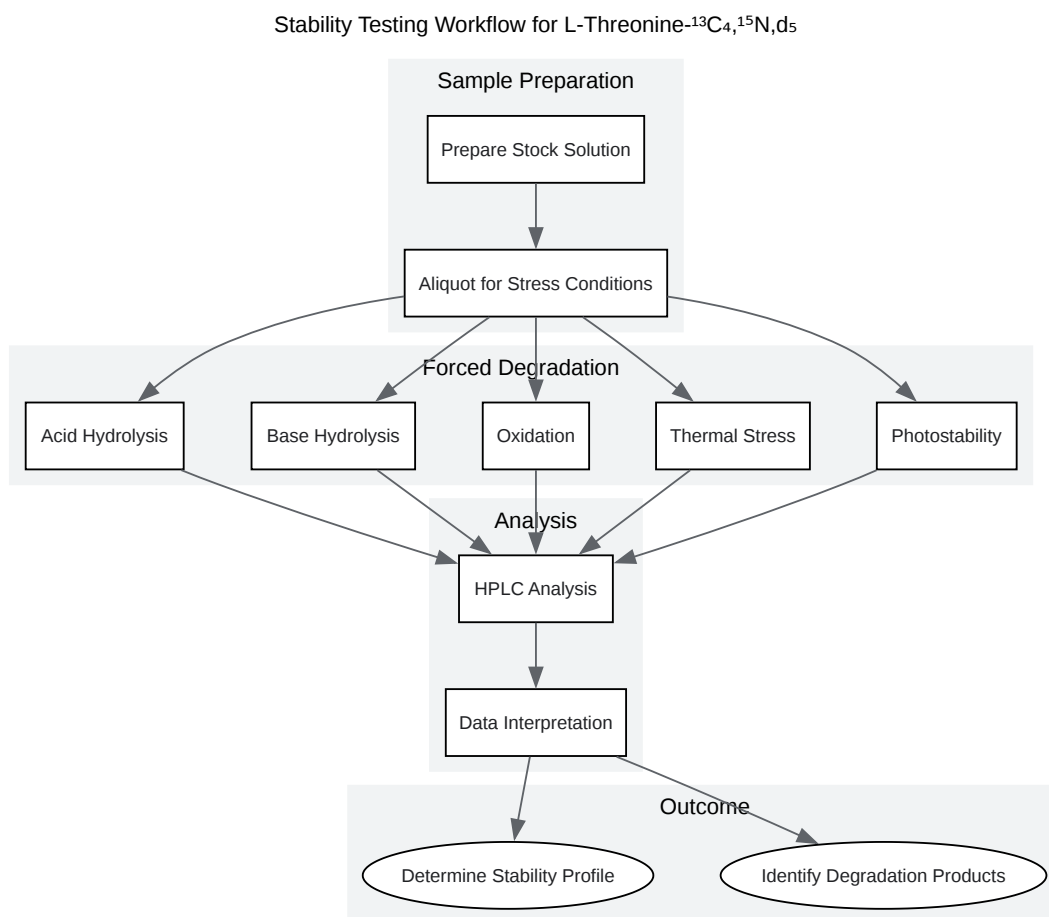 Stability Testing Workflow for L-Threonine-¹³C₄,¹⁵N,d₅
Sample Preparation
Prepare Stock Solution
Aliquot for Stress Conditions
Forced Degradation
Acid Hydrolysis
Base Hydrolysis
Oxidation
Thermal Stress
Photostability
Analysis
HPLC Analysis
Data Interpretation
Outcome
Determine Stability Profile
Identify Degradation Products